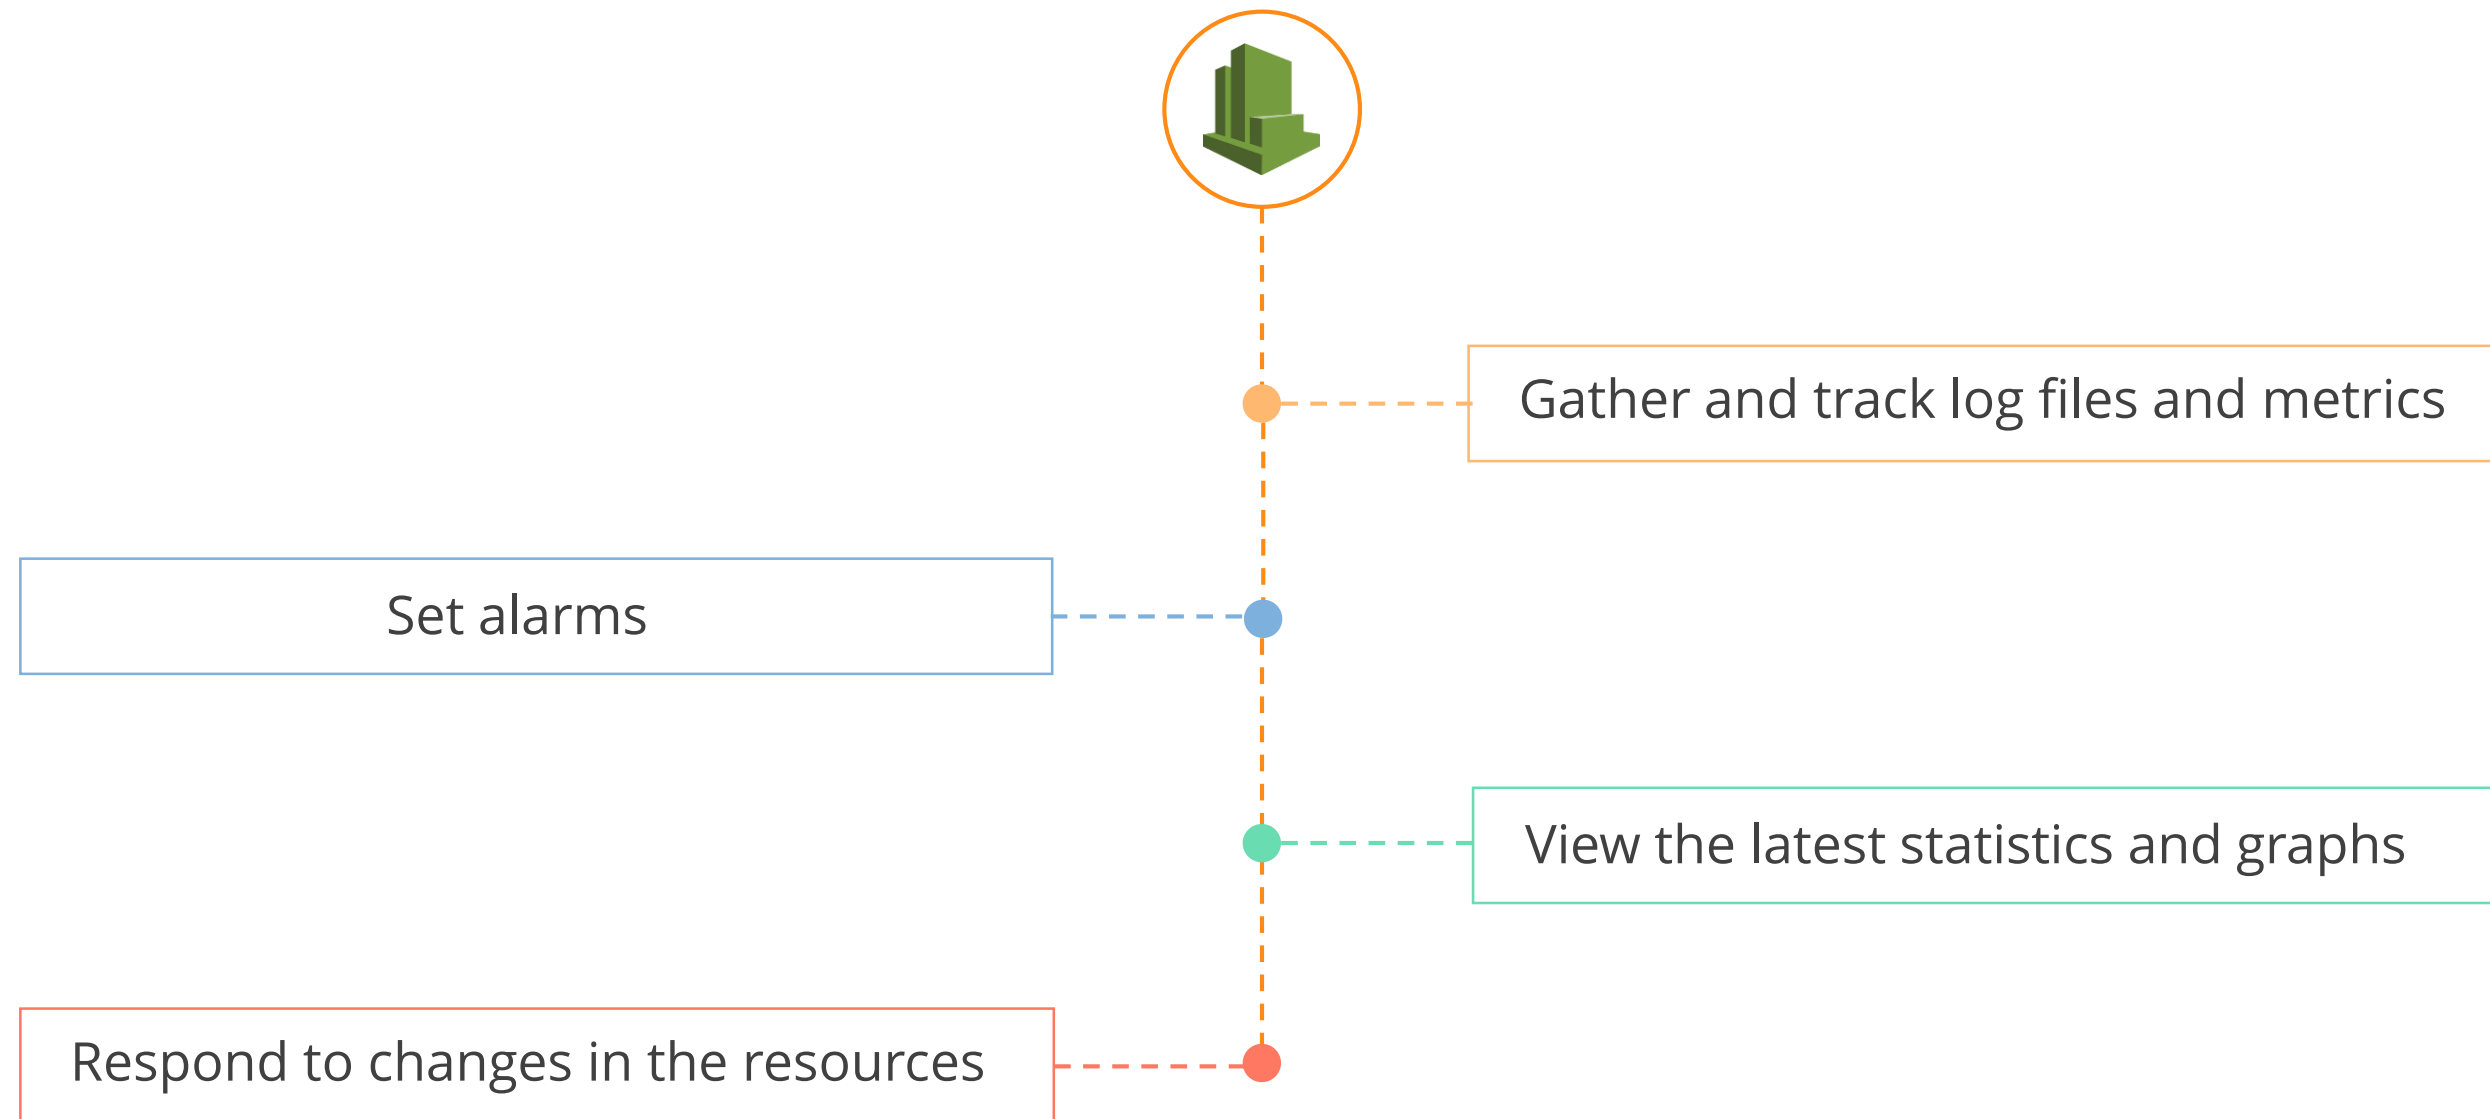 Gather and track log files and metrics
Set alarms
View the latest statistics and graphs
Respond to changes in the resources